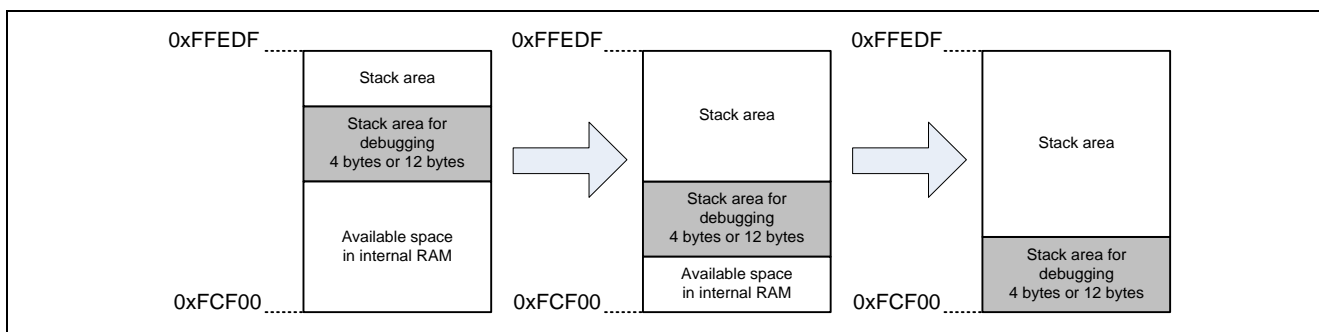 0xFFEDF
Stack area
Stack area for
debugging
4 bytes or 12 bytes
Available space
in internal RAM
0xFCF00
0xFFEDF
Stack area
Stack area for
debugging
4 bytes or 12 bytes
Available space
in internal RAM
0xFCF00
0xFFEDF
Stack area
Stack area for
debugging
4 bytes or 12 bytes
0xFCF00